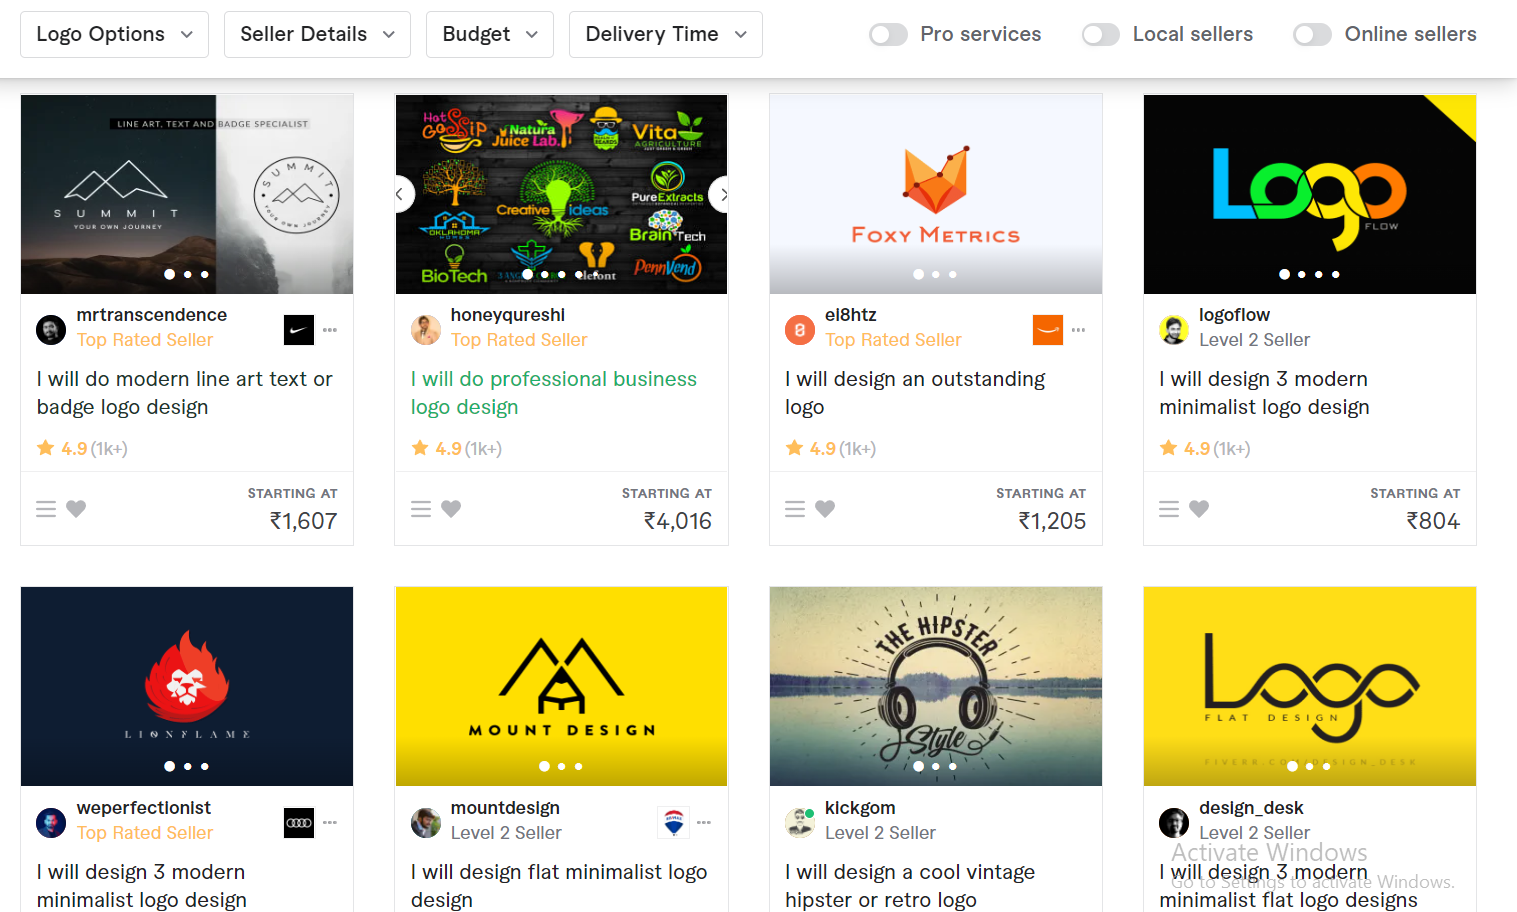 Logo Options Seller Details Budget Delivery Time Pro services Local sellers Online sellers
LINE ART, TEXT AND BADGE SPECIALIST
SUMMIT
YOUR OWN JOURNEY
SUMMIT
YOUR OWN JOURNEY
Hot Gossip
Natura
Juice Lab.
BEARDS
Vita
AGRICULTURE
Creative ideas
PureExtracts
OKLAHOMA
HOMES
BrainTech
BioTech
elefont
PennVend
FOXY METRICS
Logo
FLOW
mrtranscendence
Top Rated Seller
I will do modern line art text or
badge logo design
4.9 (1k+)
STARTING AT
₹1,607
honeyqureshi
Top Rated Seller
I will do professional business
logo design
4.9 (1k+)
STARTING AT
₹4,016
el8htz
Top Rated Seller
I will design an outstanding
logo
4.9 (1k+)
STARTING AT
₹1,205
logoflow
Level 2 Seller
I will design 3 modern
minimalist logo design
4.9 (1k+)
STARTING AT
₹804
LIONFLAME
weperfectionist
Top Rated Seller
I will design 3 modern
minimalist logo design
MOUNT DESIGN
mountdesign
Level 2 Seller
I will design flat minimalist logo
design
THE HIPSTER
Style
kickgom
Level 2 Seller
I will design a cool vintage
hipster or retro logo
Logo
FLAT DESIGN
FIVERR.COM/DESIGN_DESK
design_desk
Level 2 Seller
I will design 3 modern
minimalist flat logo designs
Activate Windows
Go to Settings to activate Windows.